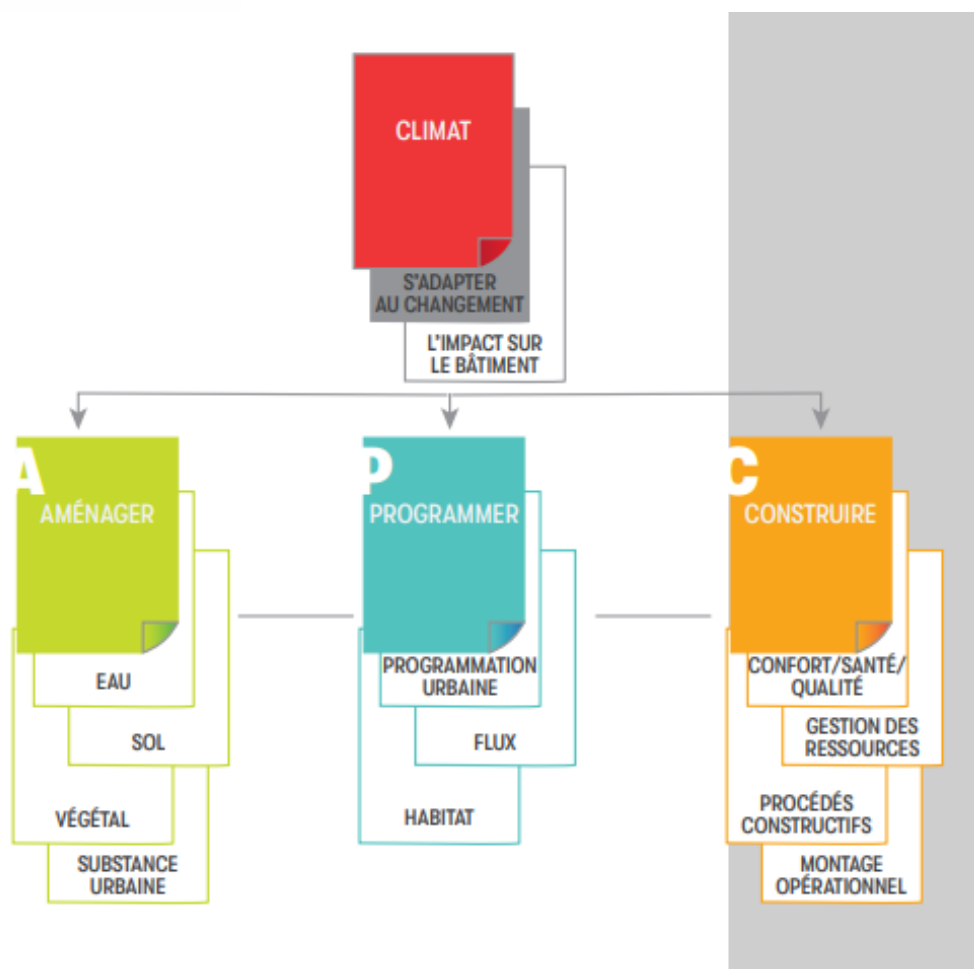 CLIMAT
S'ADAPTER
AU CHANGEMENT
L'IMPACT SUR
LE BÂTIMENT
A
AMÉNAGER
EAU
SOL
VÉGÉTAL
SUBSTANCE
URBAINE
P
PROGRAMMER
PROGRAMMATION
URBAINE
FLUX
HABITAT
C
CONSTRUIRE
CONFORT/SANTÉ/
QUALITÉ
GESTION DES
RESSOURCES
PROCÉDÉS
CONSTRUCTIFS
MONTAGE
OPÉRATIONNEL